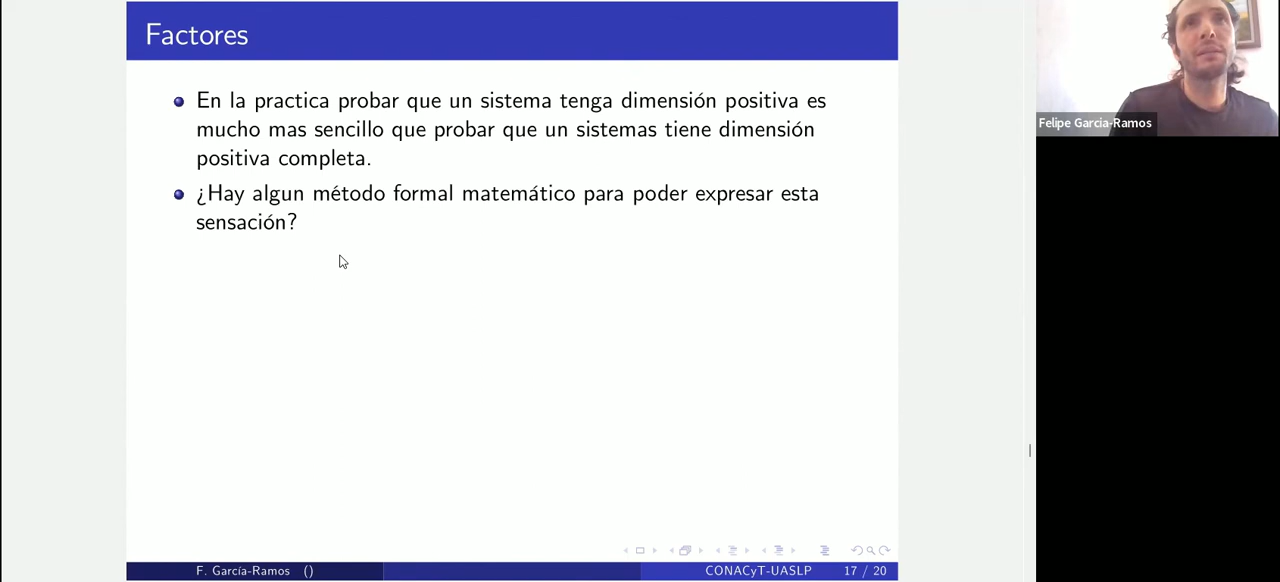 Factores
En la practica probar que un sistema tenga dimensión positiva es
mucho mas sencillo que probar que un sistemas tiene dimensión
positiva completa.
¿Hay algun método formal matemático para poder expresar esta
sensación?
F. García-Ramos () CONACyT-UASLP 17 / 20
Felipe Garcia-Ramos